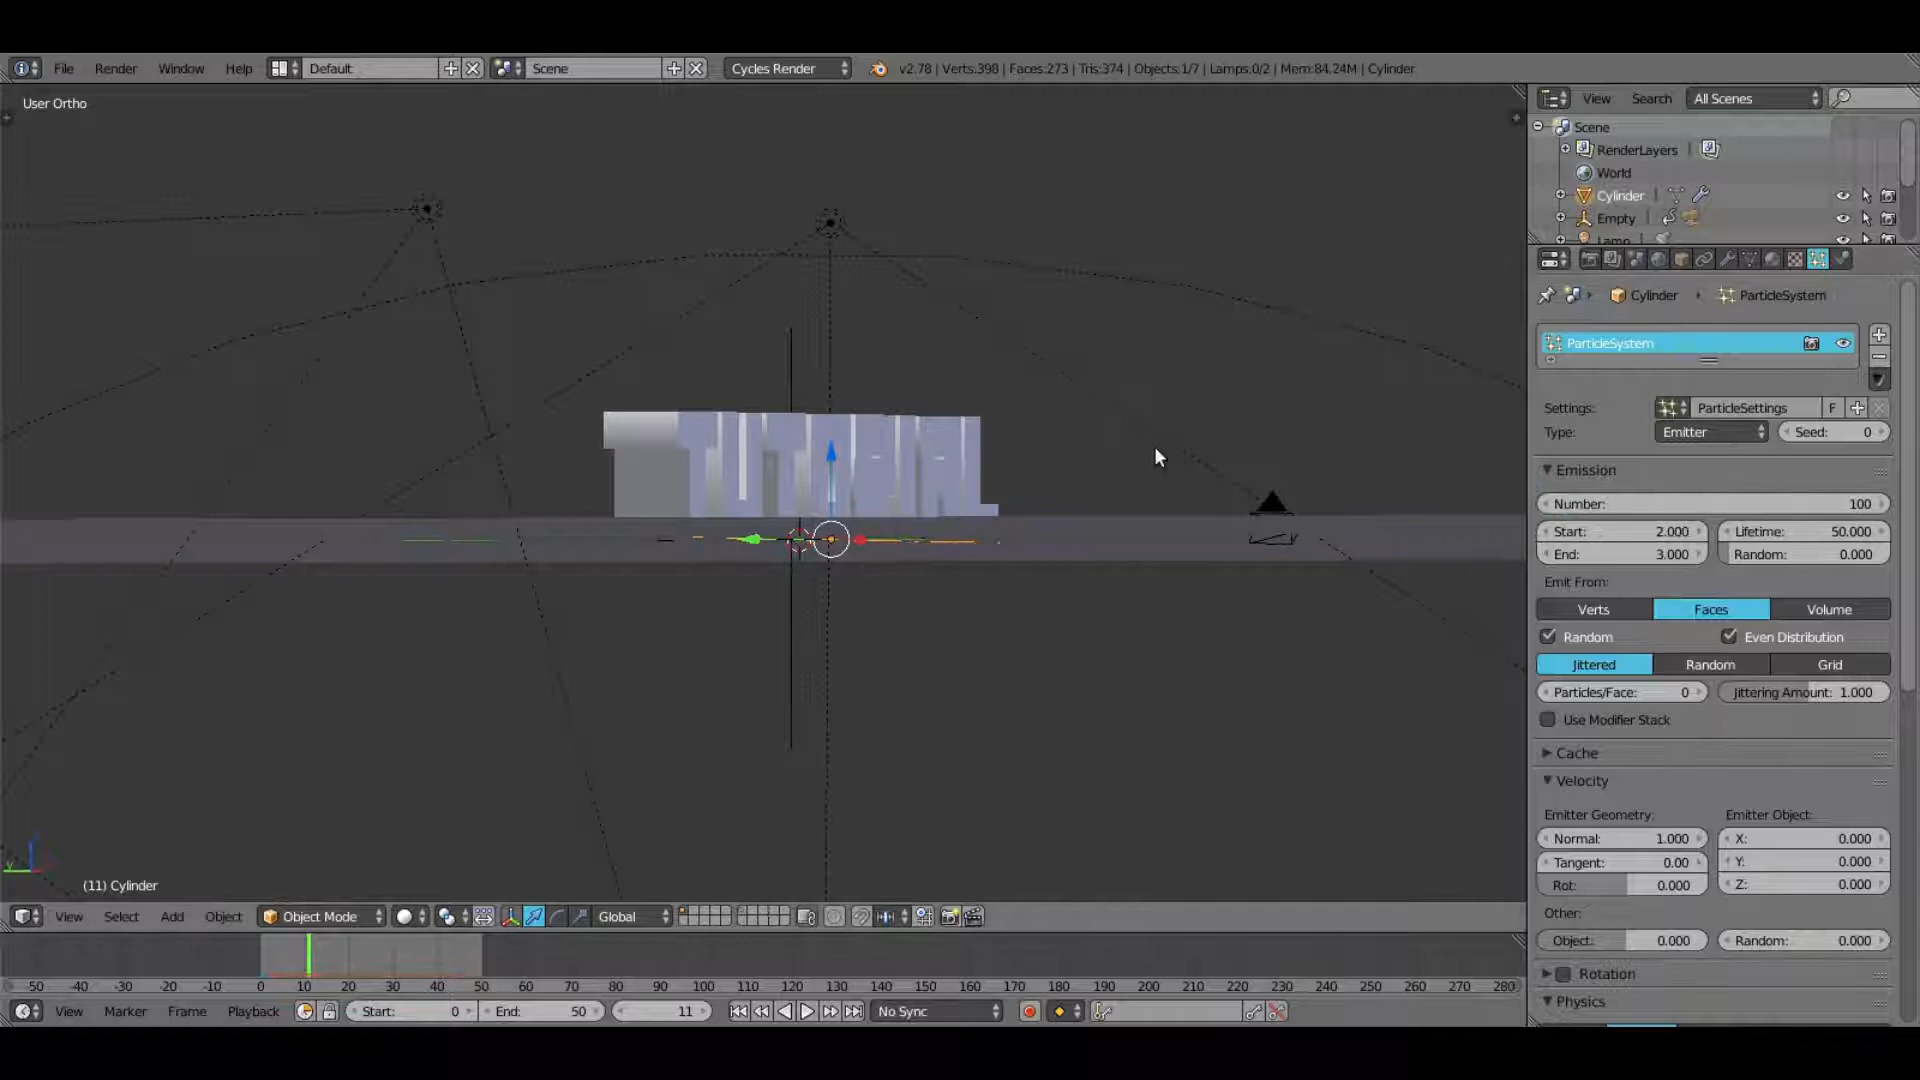 File Render Window Help Default Scene Cycles Render v2.78 | Verts:398 | Faces:273 | Tris:374 | Objects:1/7 | Lamps:0/2 | Mem:84.24M | Cylinder
User Ortho
View Search All Scenes
Scene
RenderLayers
World
Cylinder
Empty
Lamp
Cylinder ParticleSystem
ParticleSystem
Settings: ParticleSettings F
Type: Emitter Seed: 0
Emission
Number: 100
Start: 2.000 Lifetime: 50.000
End: 3.000 Random: 0.000
Emit From:
Verts Faces Volume
Random Even Distribution
Jittered Random Grid
Particles/Face: 0 Jittering Amount: 1.000
Use Modifier Stack
Cache
Velocity
Emitter Geometry: Emitter Object:
Normal: 1.000 X: 0.000
Tangent: 0.00 Y: 0.000
Rot: 0.000 Z: 0.000
Other:
Object: 0.000 Random: 0.000
Rotation
Physics
(11) Cylinder
View Select Add Object Object Mode Global
50 -40 -30 -20 -10 0 10 20 30 40 50 60 70 80 90 100 110 120 130 140 150 160 170 180 190 200 210 220 230 240 250 260 270 280
View Marker Frame Playback Start: 0 End: 50 11 No Sync